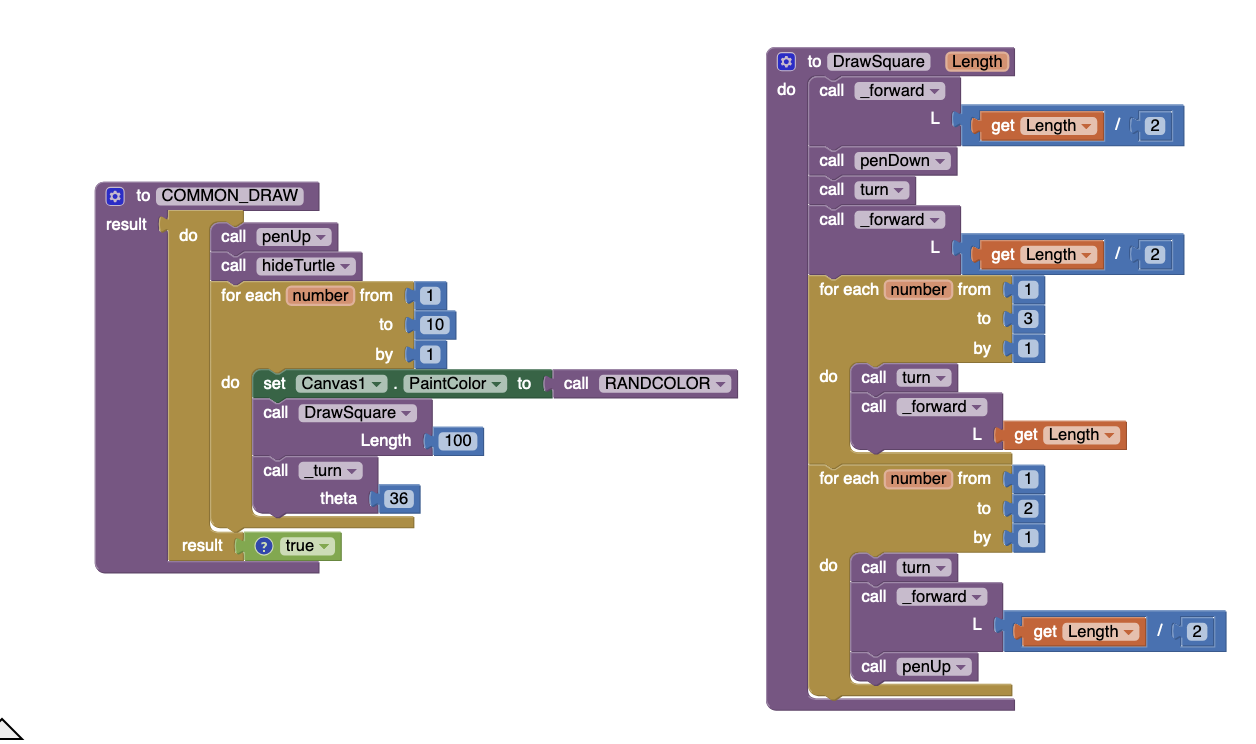 to COMMON_DRAW
result
do call penUp
call hideTurtle
for each number from 1
to 10
by 1
do set Canvas1 . PaintColor to call RANDCOLOR
call DrawSquare
Length 100
call _turn
theta 36
result ? true
to DrawSquare Length
do call _forward
L get Length / 2
call penDown
call turn
call _forward
L get Length / 2
for each number from 1
to 3
by 1
do call turn
call _forward
L get Length
for each number from 1
to 2
by 1
do call turn
call _forward
L get Length / 2
call penUp